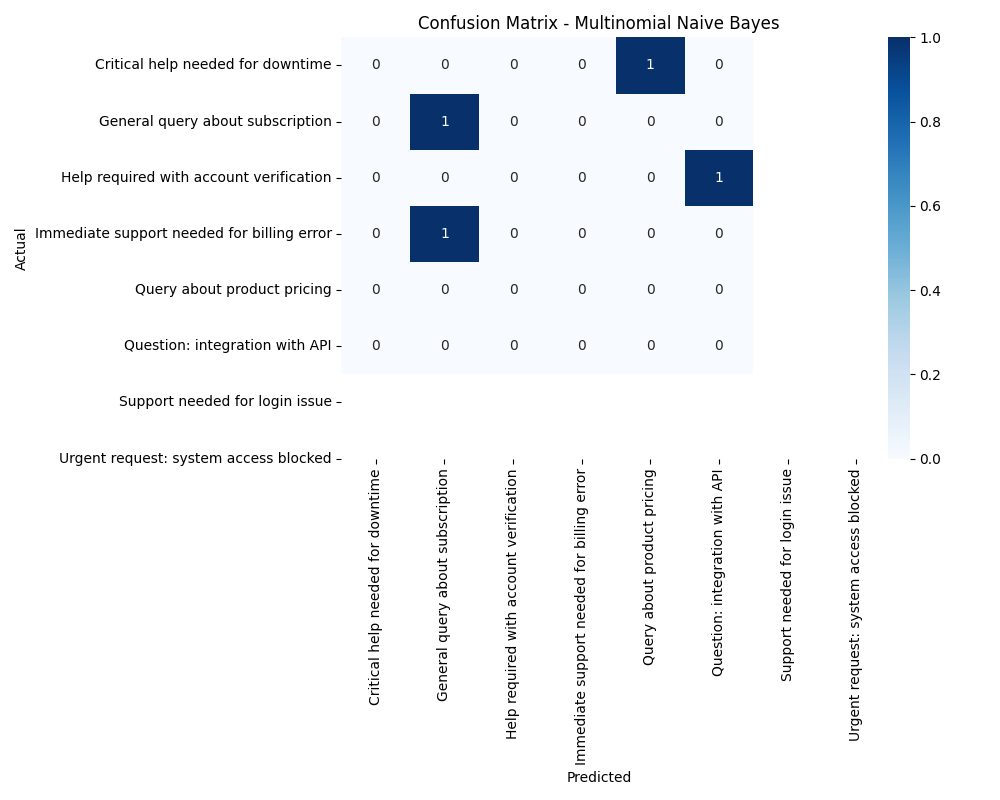 Confusion Matrix - Multinomial Naive Bayes
Critical help needed for downtime
0 0 0 0 1 0
General query about subscription
0 1 0 0 0 0
Help required with account verification
0 0 0 0 0 1
Immediate support needed for billing error
0 1 0 0 0 0
Query about product pricing
0 0 0 0 0 0
Question: integration with API
0 0 0 0 0 0
Support needed for login issue
Urgent request: system access blocked
Actual
Critical help needed for downtime
General query about subscription
Help required with account verification
Immediate support needed for billing error
Query about product pricing
Question: integration with API
Support needed for login issue
Urgent request: system access blocked
Predicted
1.0
0.8
0.6
0.4
0.2
0.0